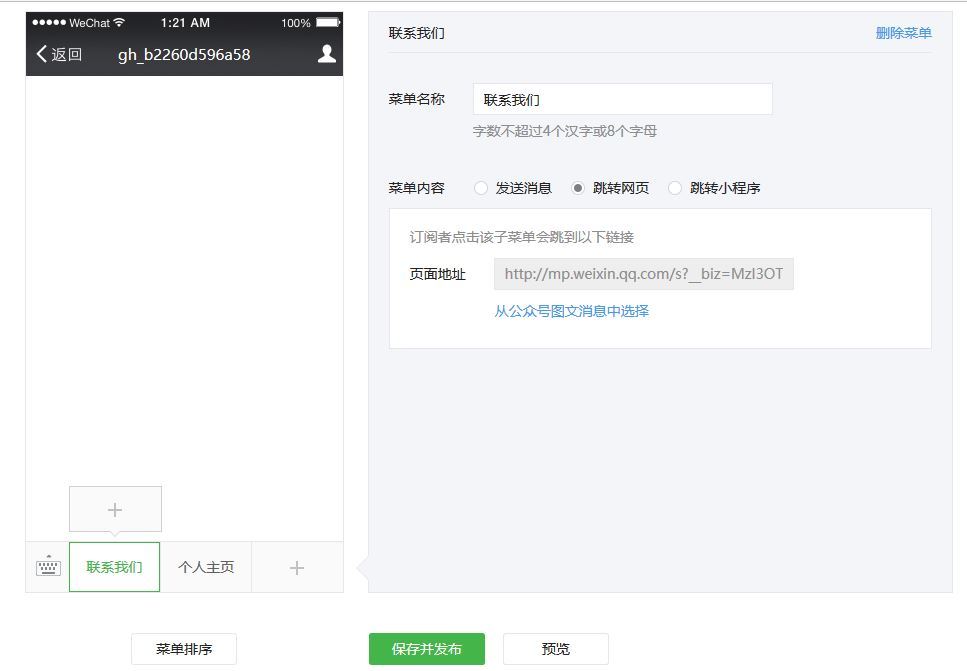 WeChat 1:21 AM 100%
返回 gh_b2260d596a58
联系我们 删除菜单
菜单名称 联系我们
字数不超过4个汉字或8个字母
菜单内容 发送消息 跳转网页 跳转小程序
订阅者点击该子菜单会跳到以下链接
页面地址 http://mp.weixin.qq.com/s?__biz=MzI3OT
从公众号图文消息中选择
+
联系我们 个人主页 +
菜单排序 保存并发布 预览